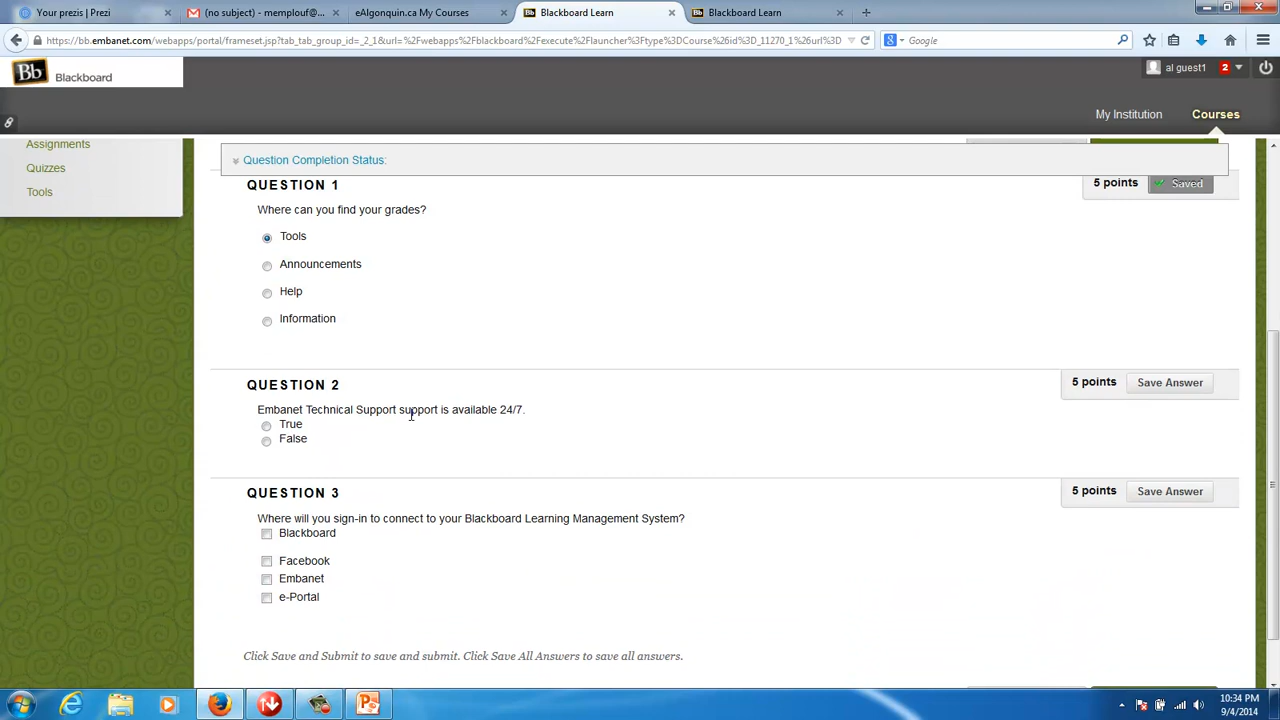 Your prezis | Prezi
(no subject) - memplouf@...
eAlgonquin.ca My Courses
Blackboard Learn
Blackboard Learn
https://bb.embanet.com/webapps/portal/frameset.jsp?tab_tab_group_id=_2_1&url=%2Fwebapps%2Fblackboard%2Fexecute%2Flauncher%3Ftype%3DCourse%26id%3D_11270_1%26url%3D
Google
Bb Blackboard
al guest1 2
My Institution
Courses
Assignments
Quizzes
Tools
Question Completion Status:
QUESTION 1
5 points
Saved
Where can you find your grades?
Tools
Announcements
Help
Information
QUESTION 2
5 points
Save Answer
Embanet Technical Support support is available 24/7.
True
False
QUESTION 3
5 points
Save Answer
Where will you sign-in to connect to your Blackboard Learning Management System?
Blackboard
Facebook
Embanet
e-Portal
Click Save and Submit to save and submit. Click Save All Answers to save all answers.
10:34 PM
9/4/2014